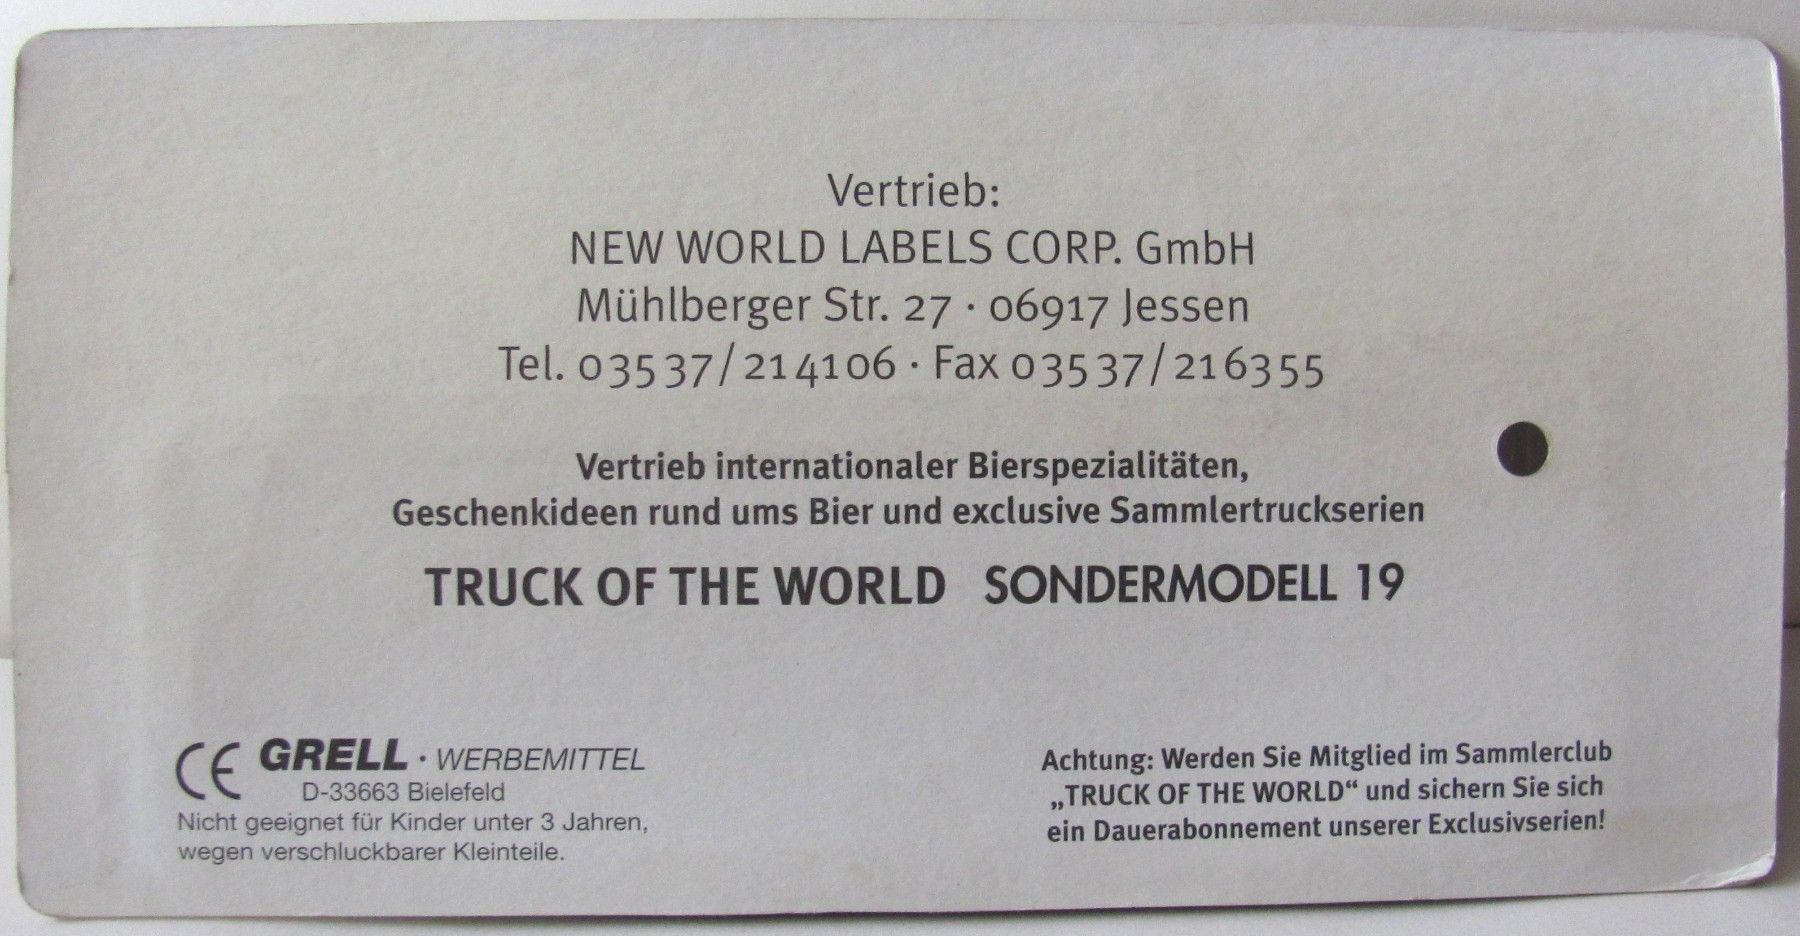 Vertrieb:
NEW WORLD LABELS CORP. GmbH
Mühlberger Str. 27 · 06917 Jessen
Tel. 03537/214106 · Fax 03537/216355
Vertrieb internationaler Bierspezialitäten,
Geschenkideen rund ums Bier und exclusive Sammlertruckserien
TRUCK OF THE WORLD SONDERMODELL 19
CE GRELL · WERBEMITTEL
D-33663 Bielefeld
Nicht geeignet für Kinder unter 3 Jahren,
wegen verschluckbarer Kleinteile.
Achtung: Werden Sie Mitglied im Sammlerclub
„TRUCK OF THE WORLD“ und sichern Sie sich
ein Dauerabonnement unserer Exclusivserien!